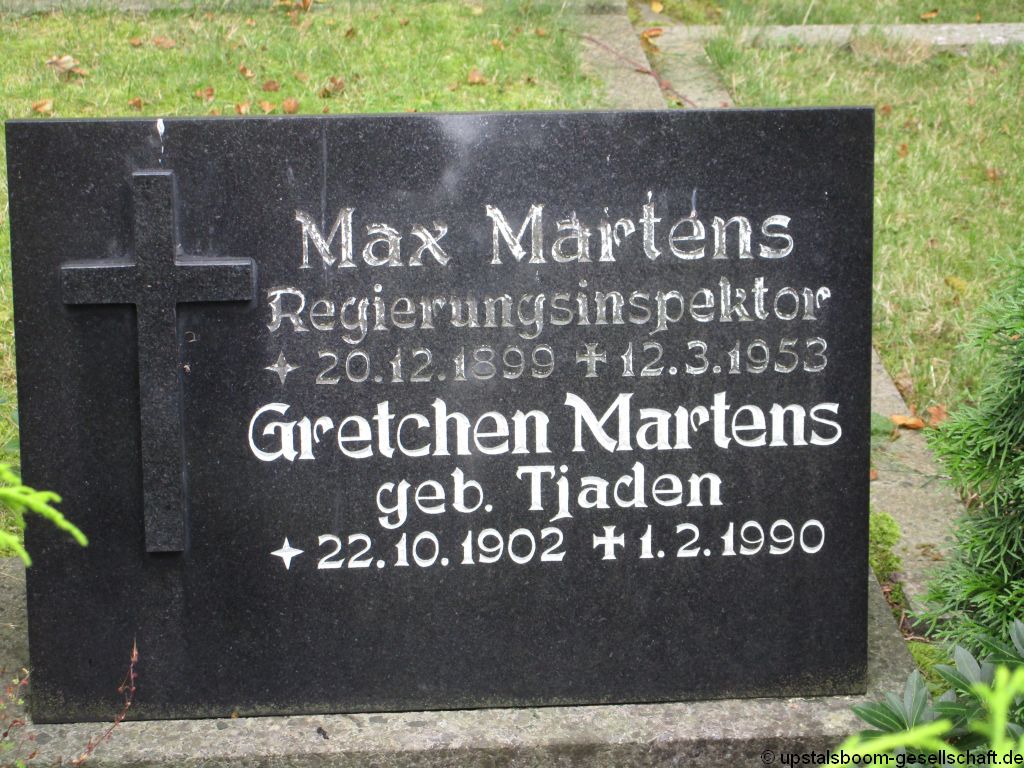 Max Martens
Regierungsinspektor
✦ 20.12.1899 ✠ 12.3.1953
Gretchen Martens
geb. Tjaden
✦ 22.10.1902 ✠ 1.2.1990
© upstalsboom-gesellschaft.de